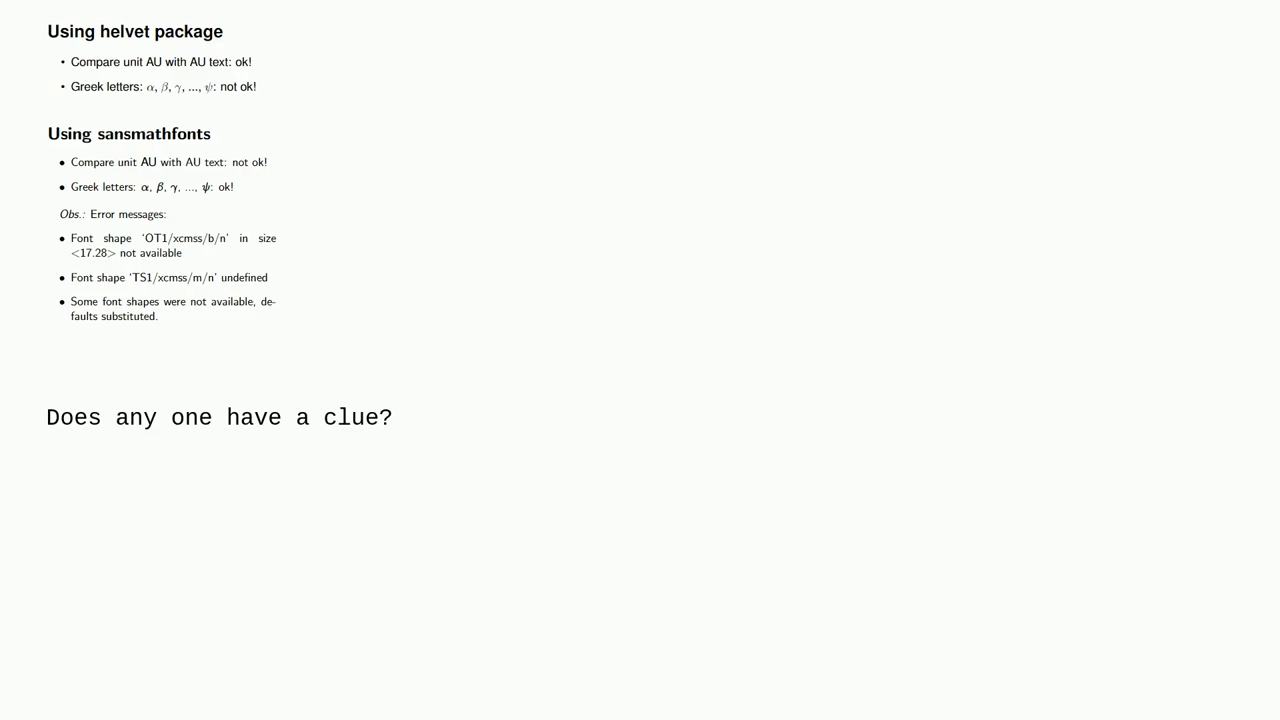 Using helvet package
• Compare unit AU with AU text: ok!
• Greek letters: α, β, γ, ..., ψ: not ok!
Using sansmathfonts
• Compare unit AU with AU text: not ok!
• Greek letters: α, β, γ, ..., ψ: ok!
Obs.: Error messages:
• Font shape ‘OT1/xcmss/b/n’ in size
<17.28> not available
• Font shape ‘TS1/xcmss/m/n’ undefined
• Some font shapes were not available, de-
faults substituted.
Does any one have a clue?